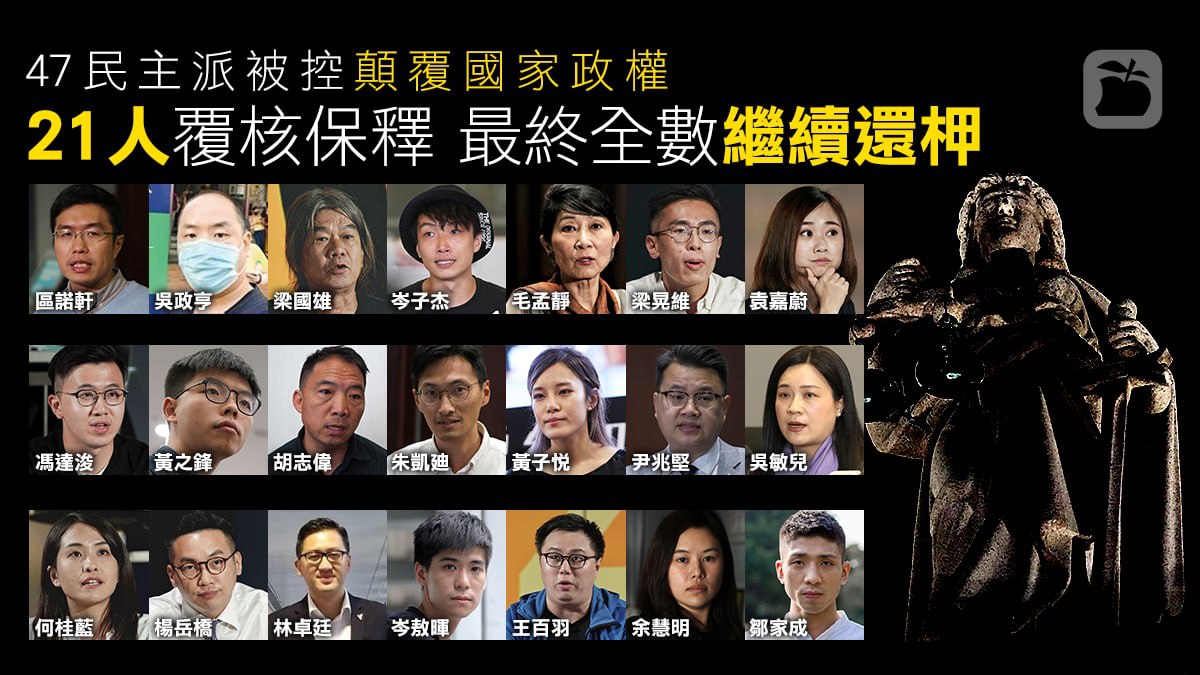 47民主派被控顛覆國家政權
21人覆核保釋 最終全數繼續還柙
區諾軒 吳政亨 梁國雄 岑子杰 毛孟靜 梁晃維 袁嘉蔚
馮達浚 黃之鋒 胡志偉 朱凱廸 黃子悦 尹兆堅 吳敏兒
何桂藍 楊岳橋 林卓廷 岑敖暉 王百羽 余慧明 鄒家成